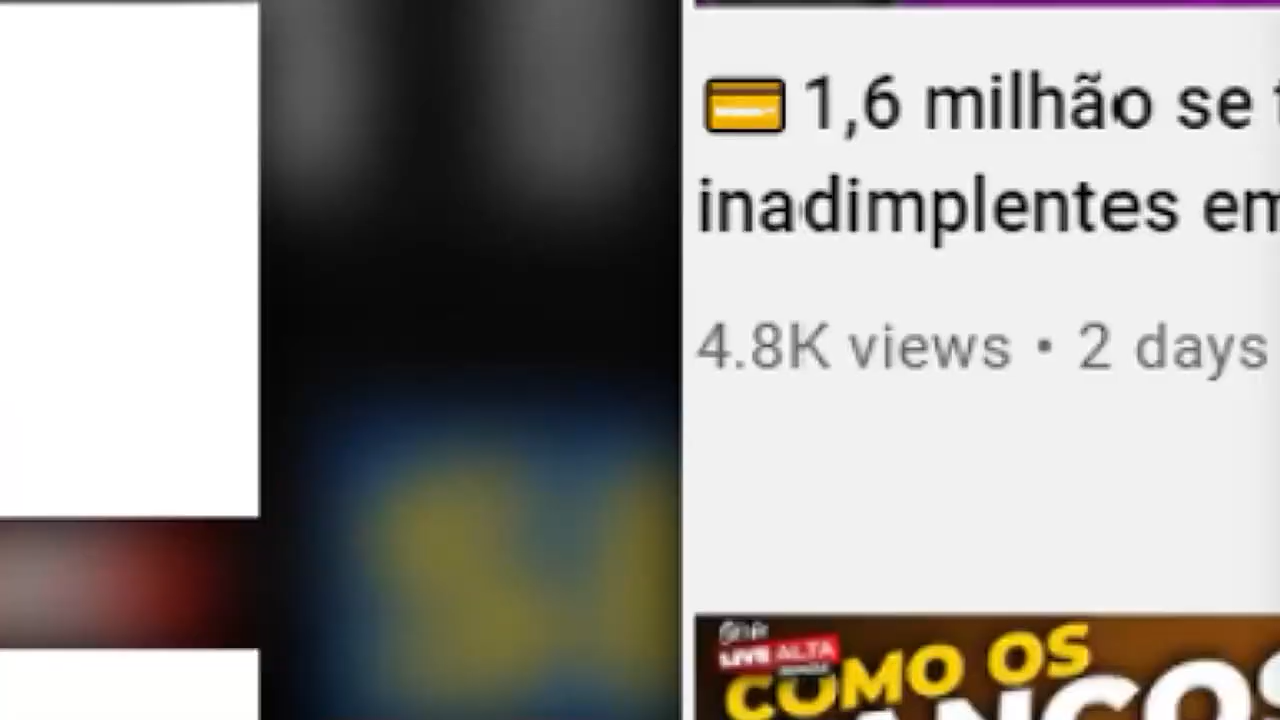 1,6 milhão se
inadimplentes em
4.8K views • 2 days
LIVE ALTA
COMO OS